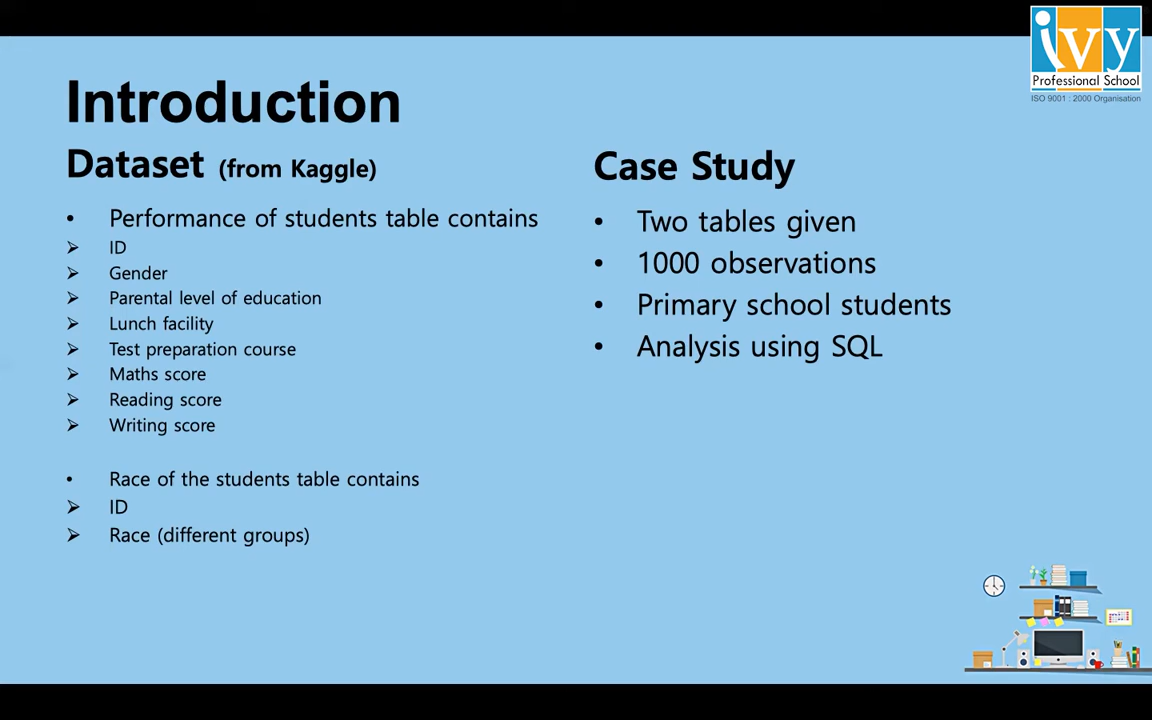 ivy
Professional School
ISO 9001 : 2000 Organisation
Introduction
Dataset (from Kaggle)
• Performance of students table contains
➢ ID
➢ Gender
➢ Parental level of education
➢ Lunch facility
➢ Test preparation course
➢ Maths score
➢ Reading score
➢ Writing score
• Race of the students table contains
➢ ID
➢ Race (different groups)
Case Study
• Two tables given
• 1000 observations
• Primary school students
• Analysis using SQL